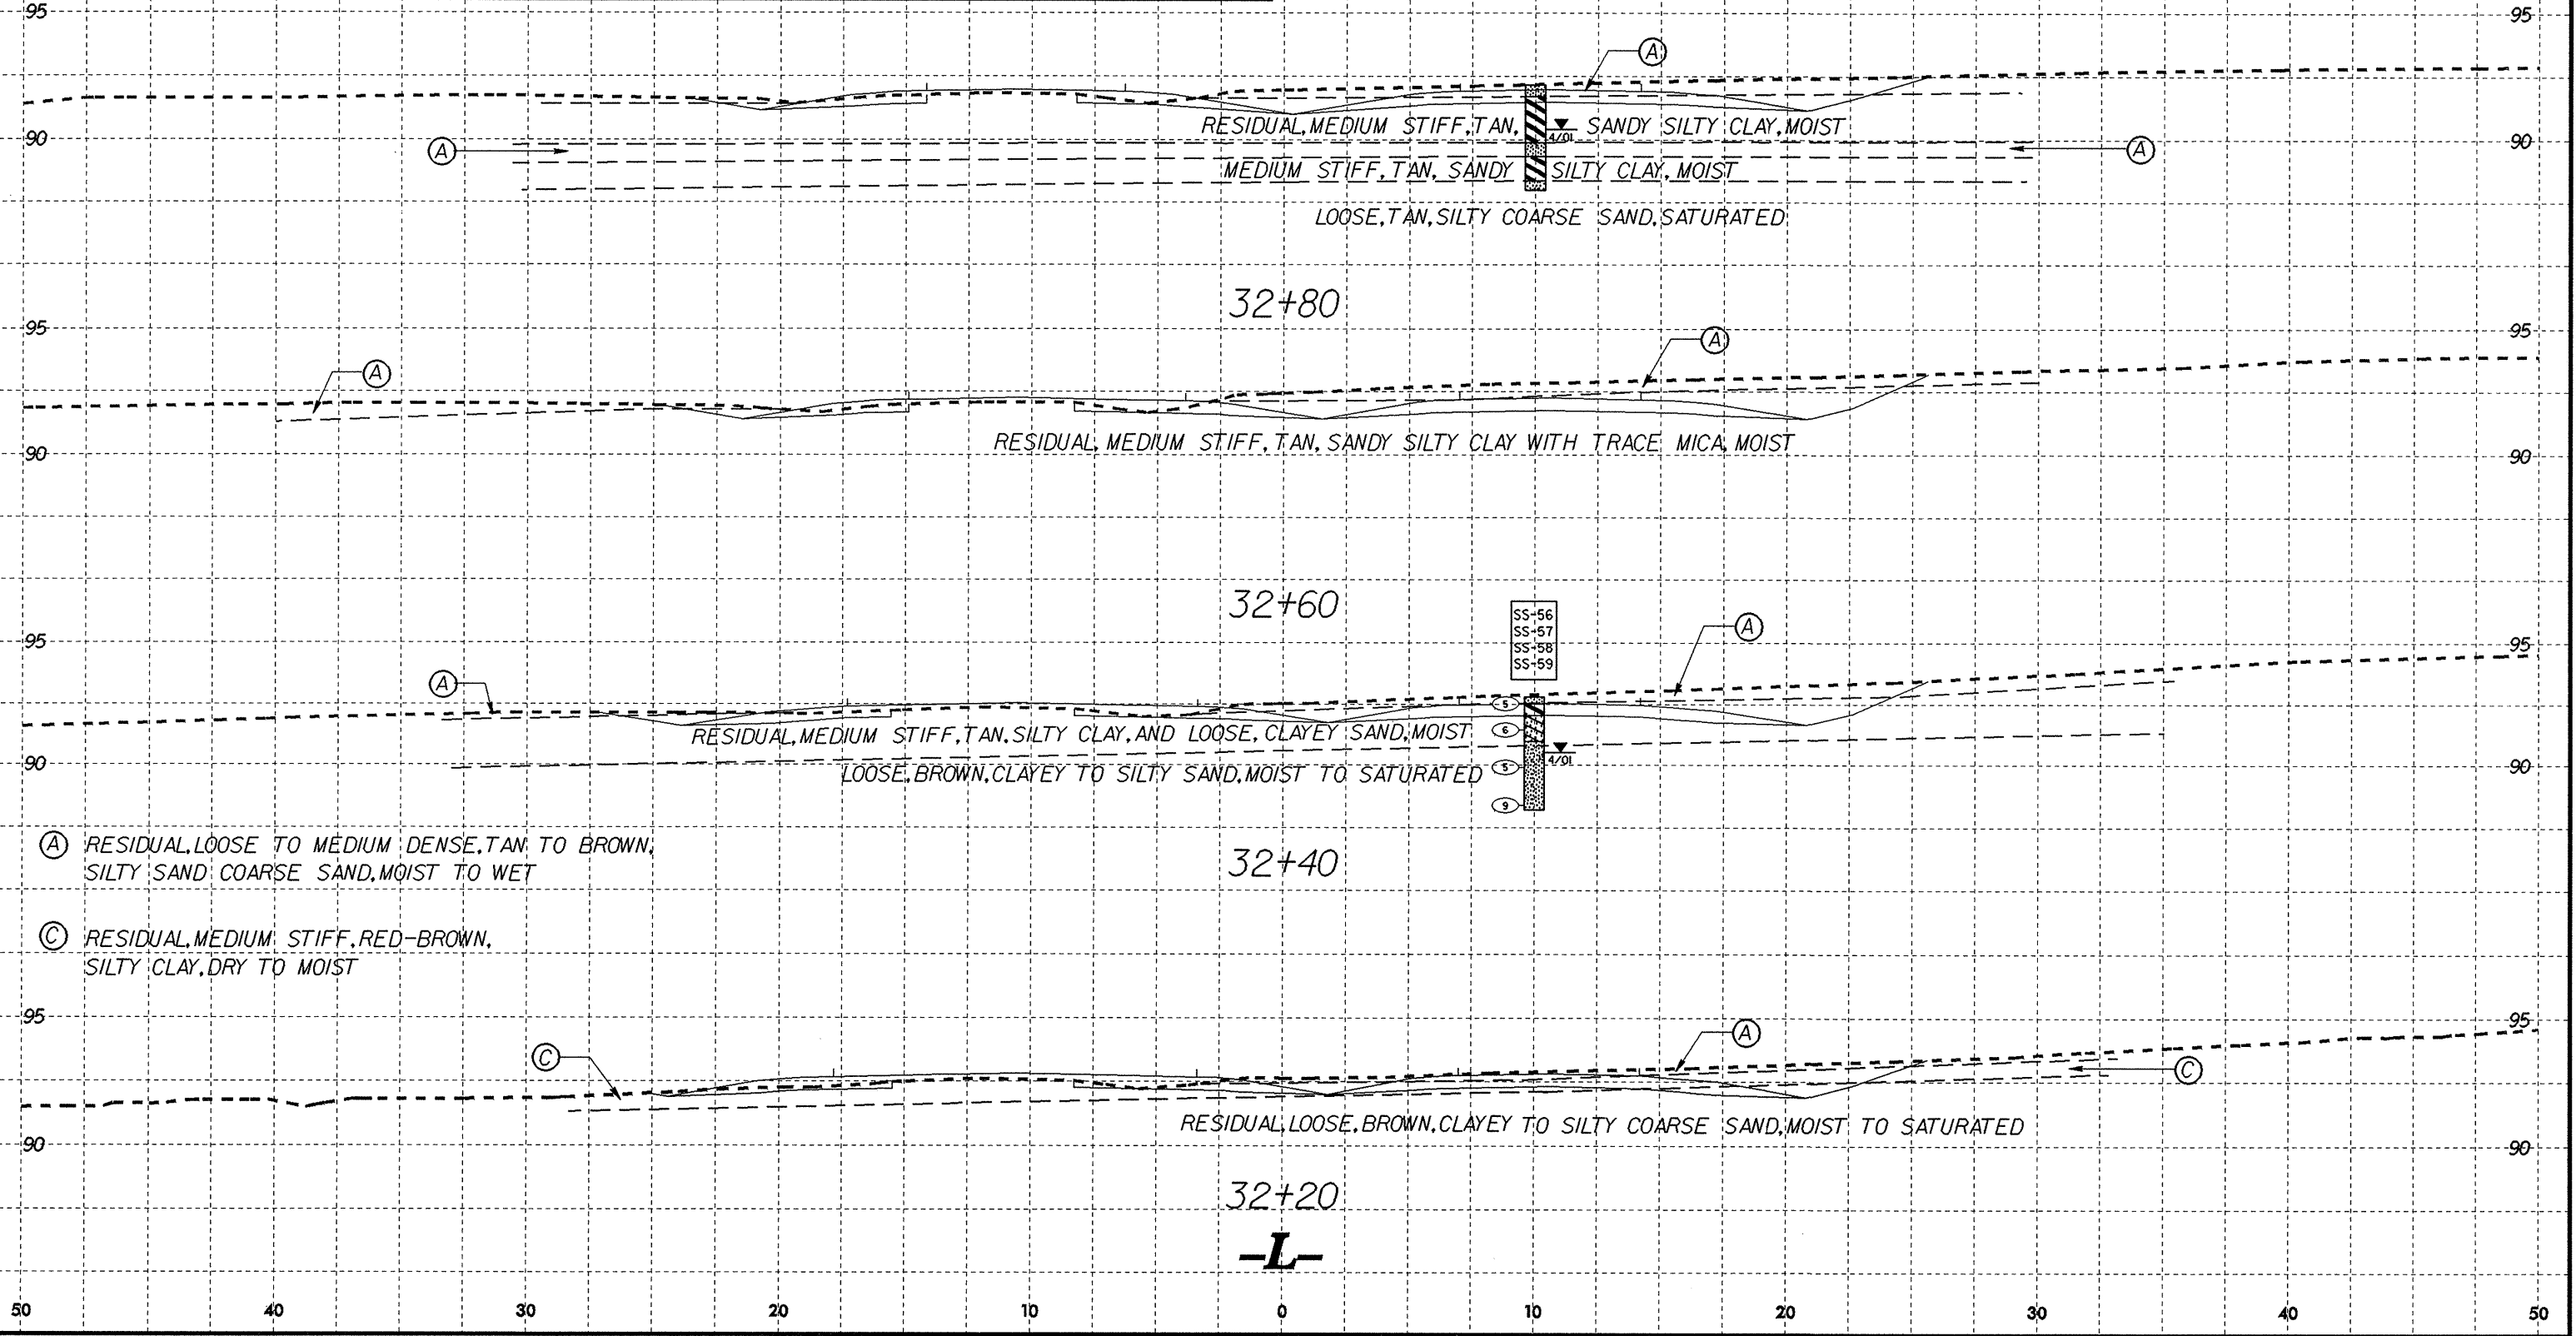 95 95
A
RESIDUAL, MEDIUM STIFF, TAN, SANDY SILTY CLAY, MOIST
4/01
90 90
A A
MEDIUM STIFF, TAN, SANDY SILTY CLAY, MOIST
LOOSE, TAN, SILTY COARSE SAND, SATURATED
32+80
95 95
A
A
RESIDUAL, MEDIUM STIFF, TAN, SANDY SILTY CLAY WITH TRACE MICA, MOIST
90 90
32+60
SS-56
SS-57
SS-58
SS-59
95 95
A
A
5
RESIDUAL, MEDIUM STIFF, TAN, SILTY CLAY, AND LOOSE, CLAYEY SAND, MOIST
6
4/01
90 90
LOOSE, BROWN, CLAYEY TO SILTY SAND, MOIST TO SATURATED
5
9
A RESIDUAL, LOOSE TO MEDIUM DENSE, TAN TO BROWN,
SILTY SAND COARSE SAND, MOIST TO WET
32+40
C RESIDUAL, MEDIUM STIFF, RED-BROWN,
SILTY CLAY, DRY TO MOIST
95 95
A
C
C
RESIDUAL, LOOSE, BROWN, CLAYEY TO SILTY COARSE SAND, MOIST TO SATURATED
90 90
32+20
-L-
50 40 30 20 10 0 10 20 30 40 50